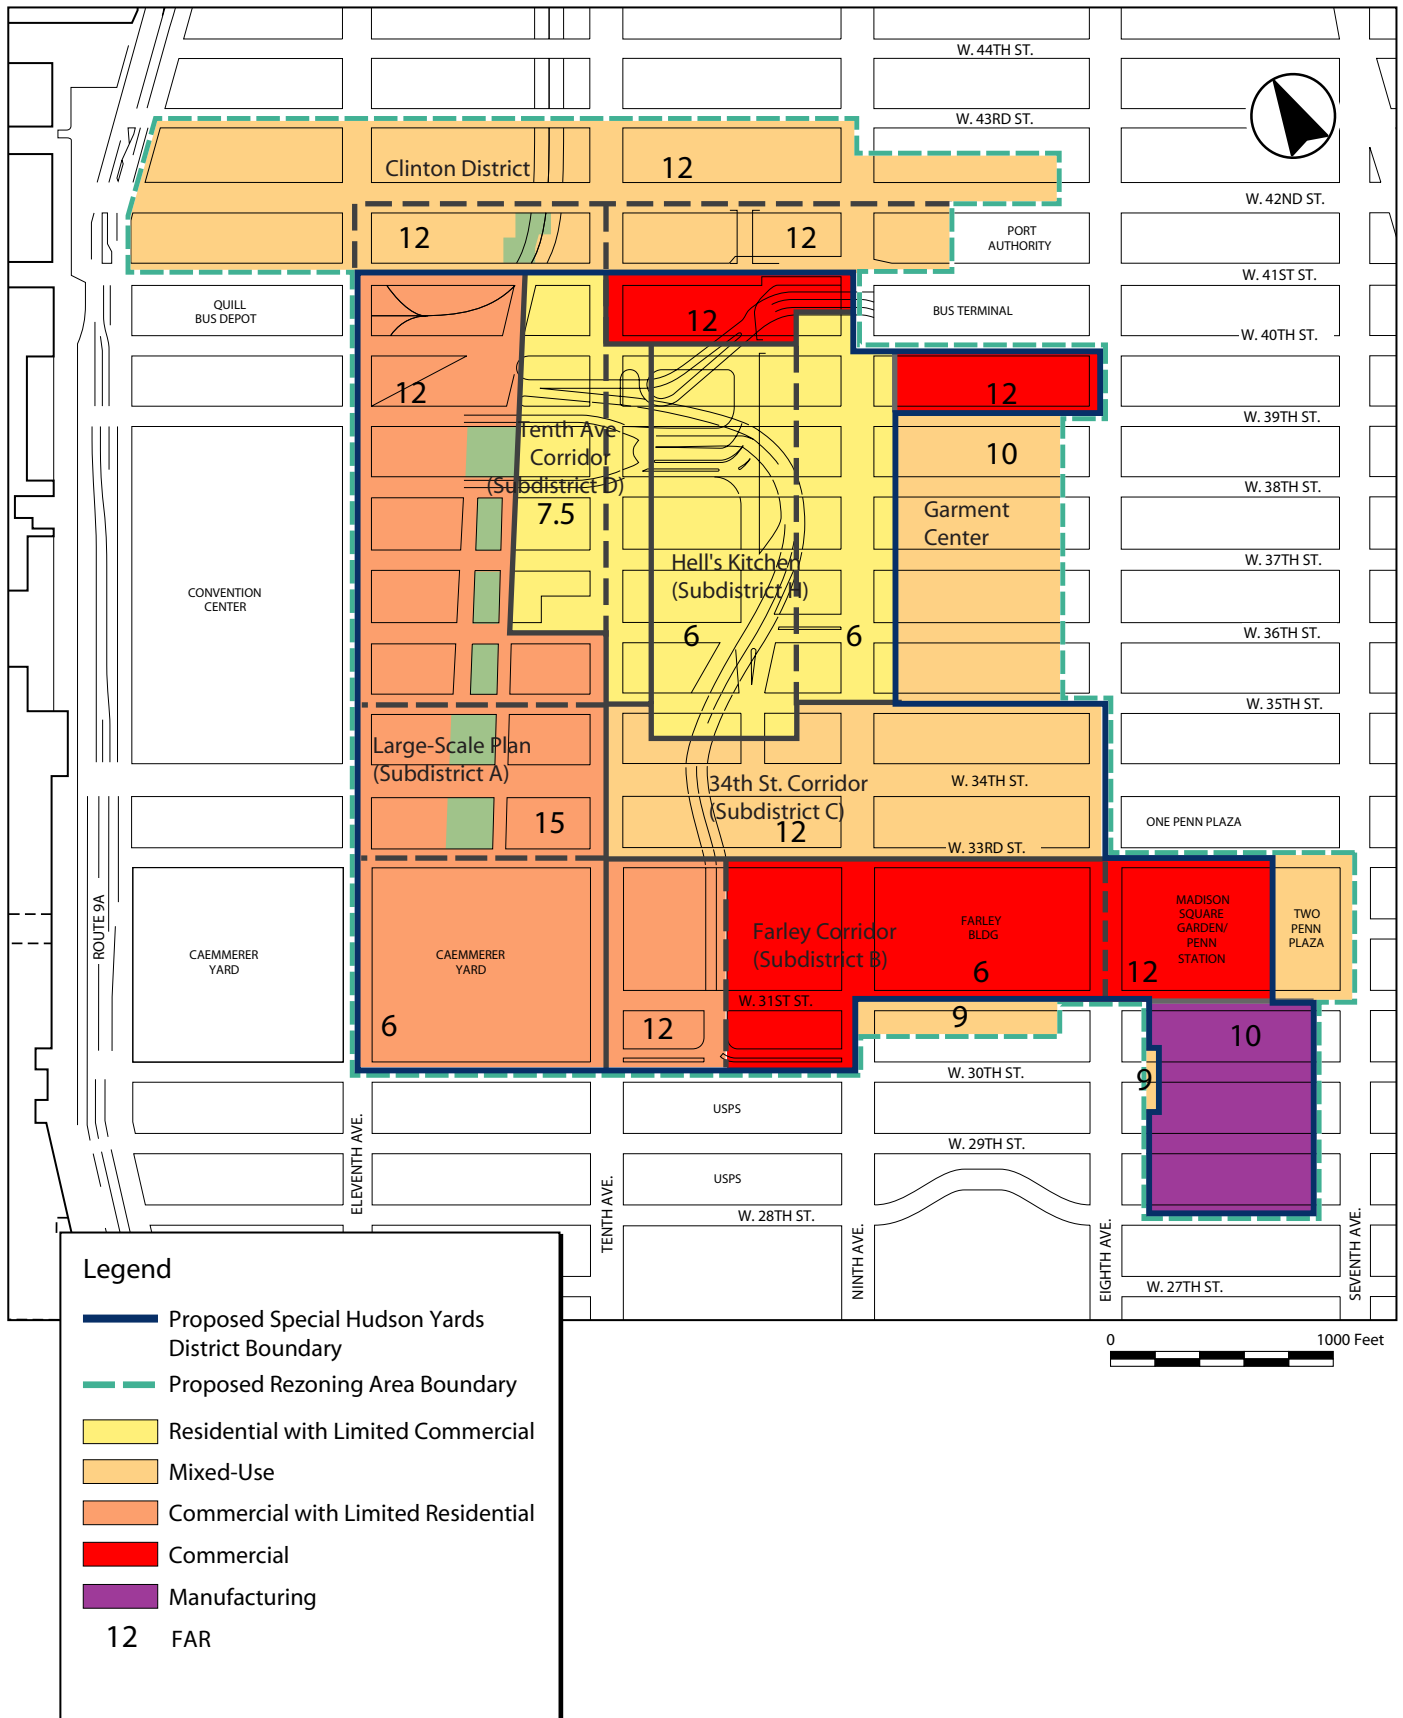 W. 44TH ST.
W. 43RD ST.
Clinton District
12
W. 42ND ST.
12
12
PORT
AUTHORITY
W. 41ST ST.
QUILL
BUS DEPOT
12
BUS TERMINAL
W. 40TH ST.
12
12
W. 39TH ST.
Tenth Ave
Corridor
(Subdistrict D)
7.5
10
W. 38TH ST.
Garment
Center
W. 37TH ST.
Hell's Kitchen
(Subdistrict H)
CONVENTION
CENTER
6
6
W. 36TH ST.
W. 35TH ST.
Large-Scale Plan
(Subdistrict A)
34th St. Corridor
(Subdistrict C)
W. 34TH ST.
15
12
ONE PENN PLAZA
W. 33RD ST.
ROUTE 9A
CAEMMERER
YARD
CAEMMERER
YARD
Farley Corridor
(Subdistrict B)
FARLEY
BLDG
6
MADISON
SQUARE
GARDEN/
PENN
STATION
12
TWO
PENN
PLAZA
W. 31ST ST.
6
12
9
10
W. 30TH ST.
9
USPS
W. 29TH ST.
USPS
W. 28TH ST.
ELEVENTH AVE.
TENTH AVE.
NINTH AVE.
EIGHTH AVE.
SEVENTH AVE.
W. 27TH ST.
0 1000 Feet
Legend
Proposed Special Hudson Yards
District Boundary
Proposed Rezoning Area Boundary
Residential with Limited Commercial
Mixed-Use
Commercial with Limited Residential
Commercial
Manufacturing
12 FAR